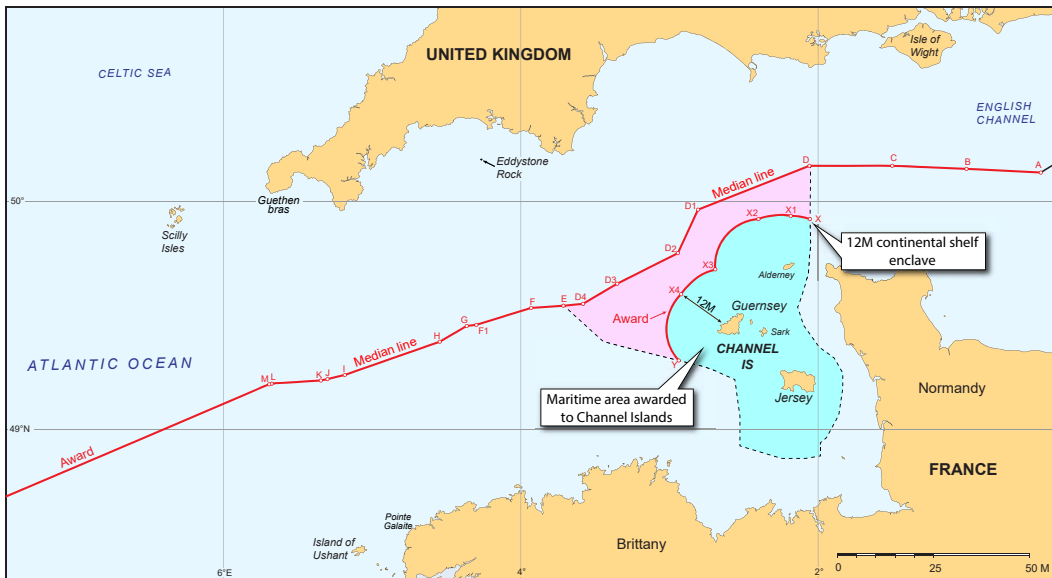 UNITED KINGDOM
Isle of
Wight
CELTIC SEA
ENGLISH
CHANNEL
Eddystone
Rock
Median line
D
C
B
A
Guethen
bras
50°
Scilly
Isles
D1
X2
X1
X
12M continental shelf
enclave
D2
X3
Alderney
D3
X4
12M
Guernsey
D4
E
F
Award
Sark
G
F1
H
CHANNEL
IS
ATLANTIC OCEAN
Median line
Y
I
J
K
L
M
Maritime area awarded
to Channel Islands
Jersey
Normandy
49°N
Award
FRANCE
Pointe
Galaite
Island of
Ushant
Brittany
0
25
50 M
6°E
4°
2°